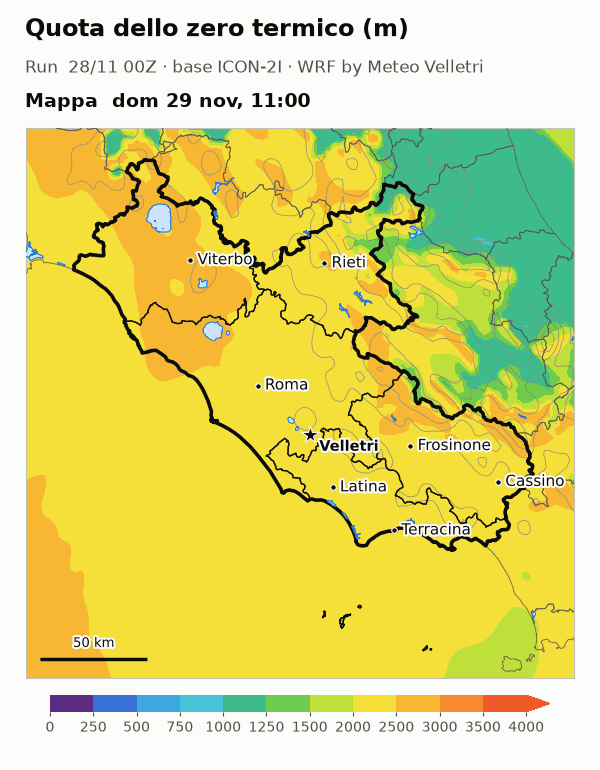 Quota dello zero termico (m)
Run  28/11 00Z · base ICON-2I · WRF by Meteo Velletri
Mappa  dom 29 nov, 11:00
Viterbo
Rieti
Roma
Velletri
Frosinone
Cassino
Latina
Terracina
50 km
0 250 500 750 1000 1250 1500 2000 2500 3000 3500 4000